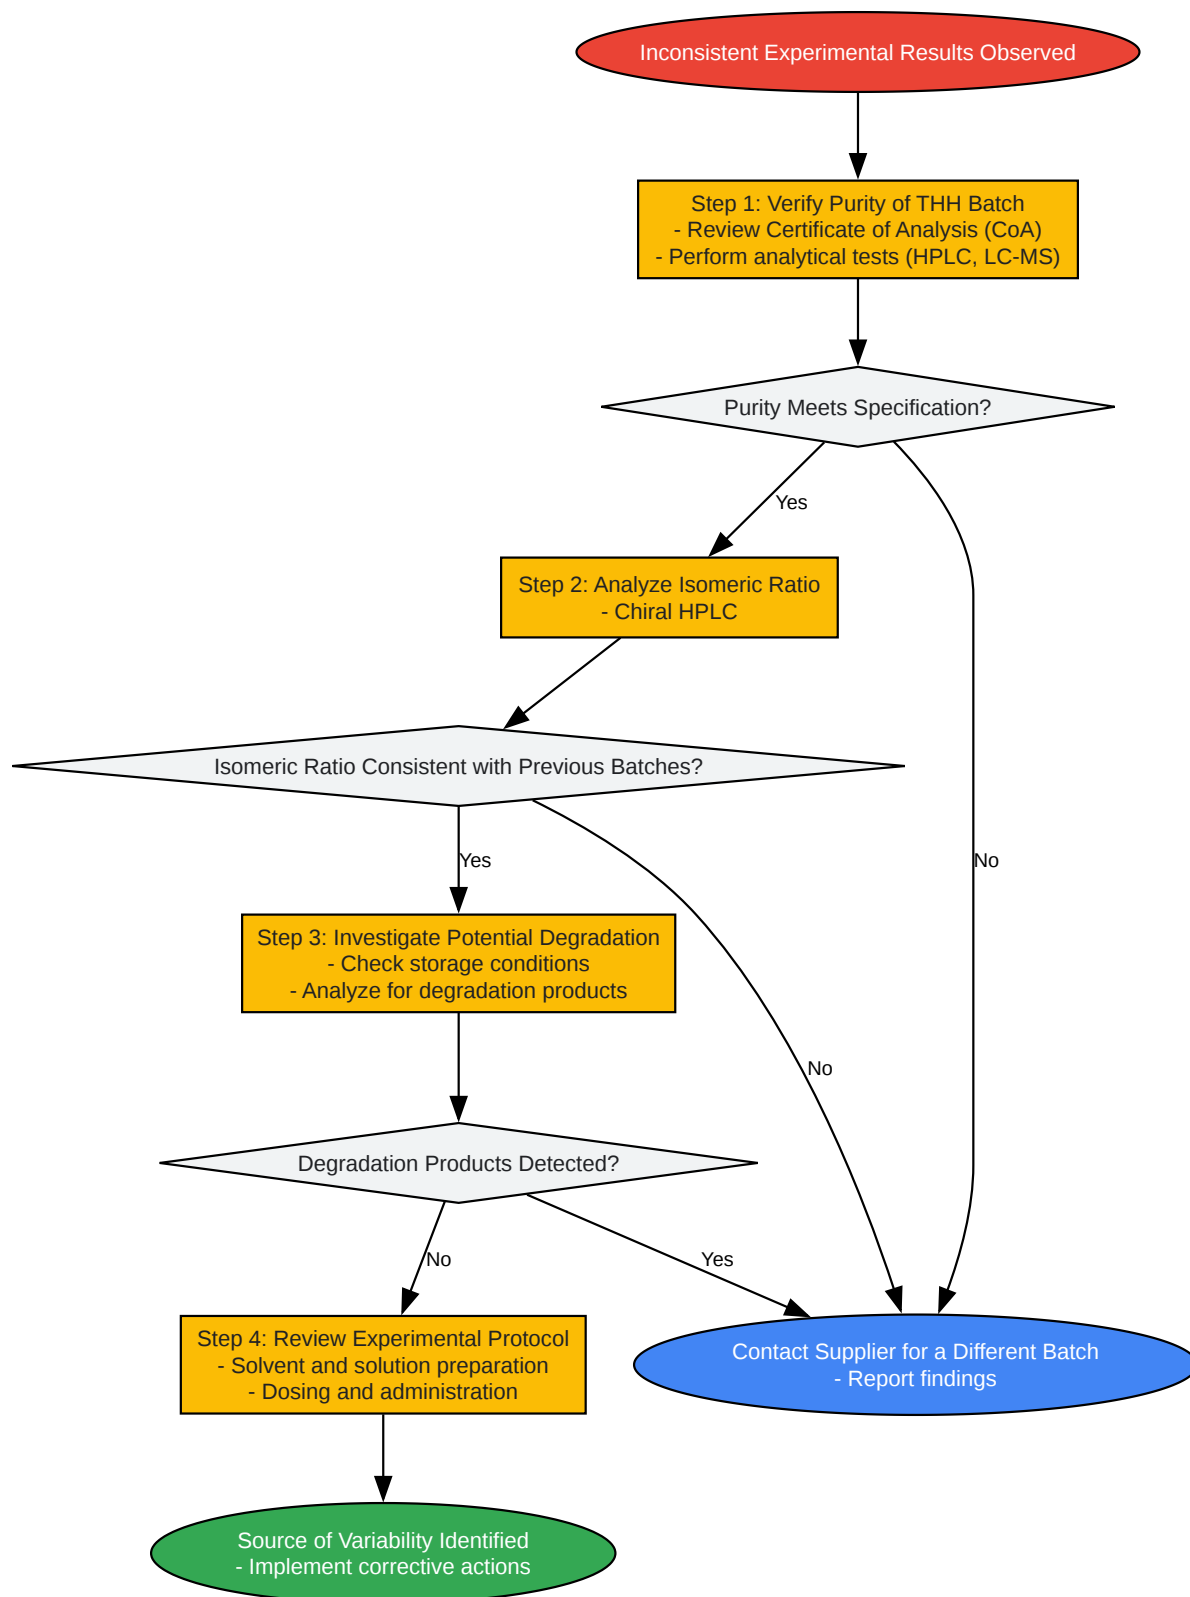 Inconsistent Experimental Results Observed
Step 1: Verify Purity of THH Batch
- Review Certificate of Analysis (CoA)
- Perform analytical tests (HPLC, LC-MS)
Purity Meets Specification?
Yes
Step 2: Analyze Isomeric Ratio
- Chiral HPLC
Isomeric Ratio Consistent with Previous Batches?
Yes
No
Step 3: Investigate Potential Degradation
- Check storage conditions
- Analyze for degradation products
No
Degradation Products Detected?
No
Yes
Step 4: Review Experimental Protocol
- Solvent and solution preparation
- Dosing and administration
Contact Supplier for a Different Batch
- Report findings
Source of Variability Identified
- Implement corrective actions